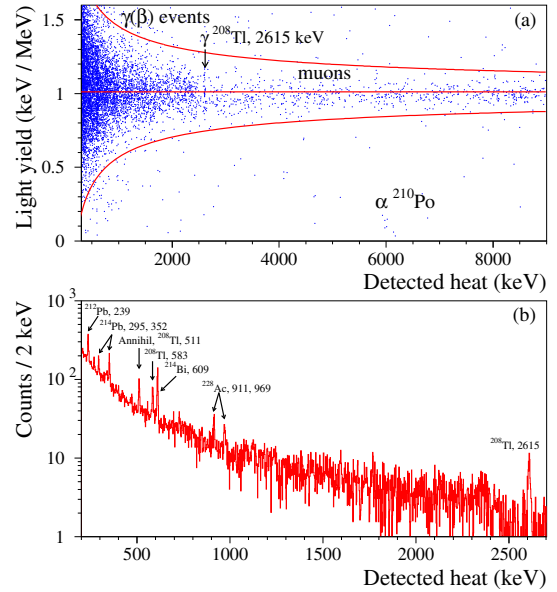 γ(β) events
(a)
γ ²⁰⁸Tl, 2615 keV
muons
α ²¹⁰Po
Light yield (keV / MeV)
1.5
1
0.5
0
2000 4000 6000 8000
Detected heat (keV)
(b)
²¹²Pb, 239
²¹⁴Pb, 295, 352
Annihil, ²⁰⁸Tl, 511
²⁰⁸Tl, 583
²¹⁴Bi, 609
²²⁸Ac, 911, 969
²⁰⁸Tl, 2615
Counts / 2 keV
10³
10²
10
1
500 1000 1500 2000 2500
Detected heat (keV)